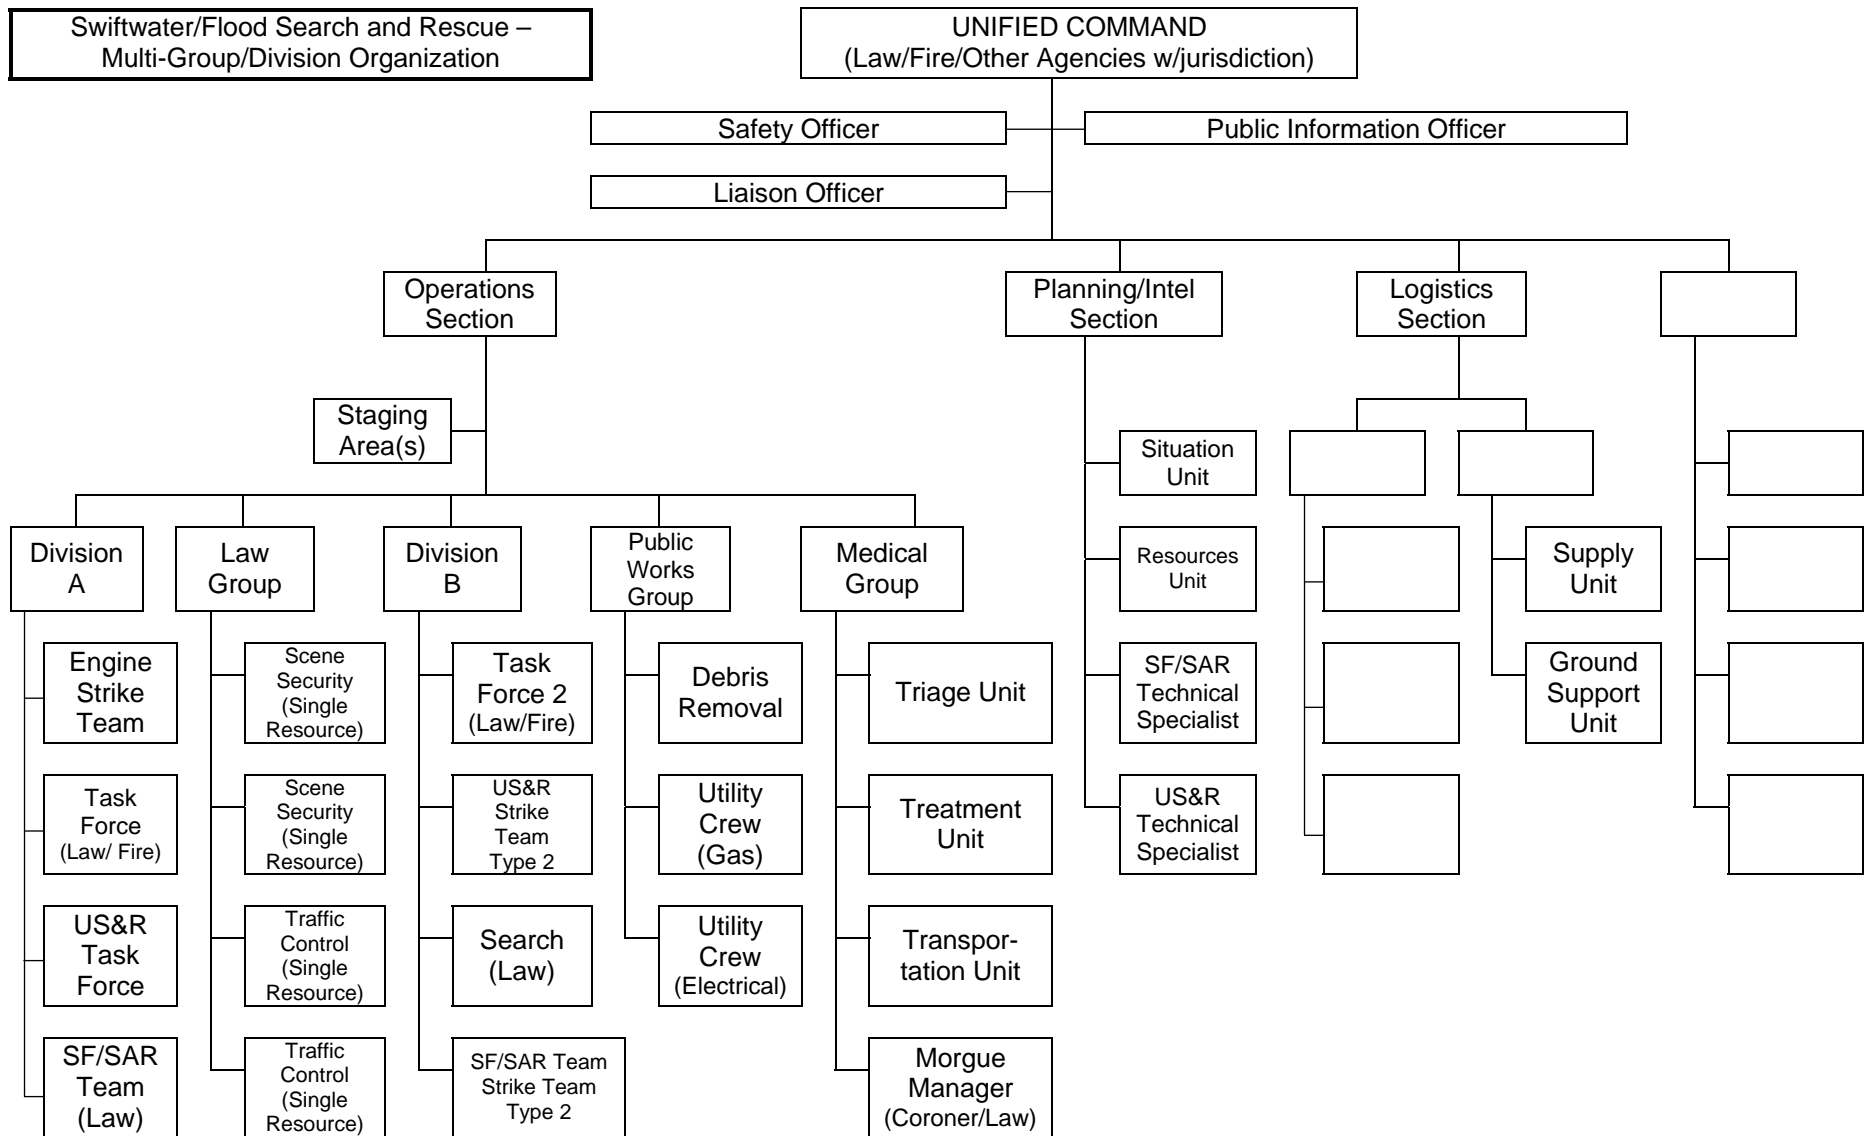 Swiftwater/Flood Search and Rescue –
Multi-Group/Division Organization
UNIFIED COMMAND
(Law/Fire/Other Agencies w/jurisdiction)
Safety Officer
Public Information Officer
Liaison Officer
Operations
Section
Planning/Intel
Section
Logistics
Section
Staging
Area(s)
Situation
Unit
Division
A
Law
Group
Division
B
Public
Works
Group
Medical
Group
Resources
Unit
Supply
Unit
Engine
Strike
Team
Scene
Security
(Single
Resource)
Task
Force 2
(Law/Fire)
Debris
Removal
Triage Unit
SF/SAR
Technical
Specialist
Ground
Support
Unit
Task
Force
(Law/ Fire)
Scene
Security
(Single
Resource)
US&R
Strike
Team
Type 2
Utility
Crew
(Gas)
Treatment
Unit
US&R
Technical
Specialist
US&R
Task
Force
Traffic
Control
(Single
Resource)
Search
(Law)
Utility
Crew
(Electrical)
Transpor-
tation Unit
SF/SAR
Team
(Law)
Traffic
Control
(Single
Resource)
SF/SAR Team
Strike Team
Type 2
Morgue
Manager
(Coroner/Law)